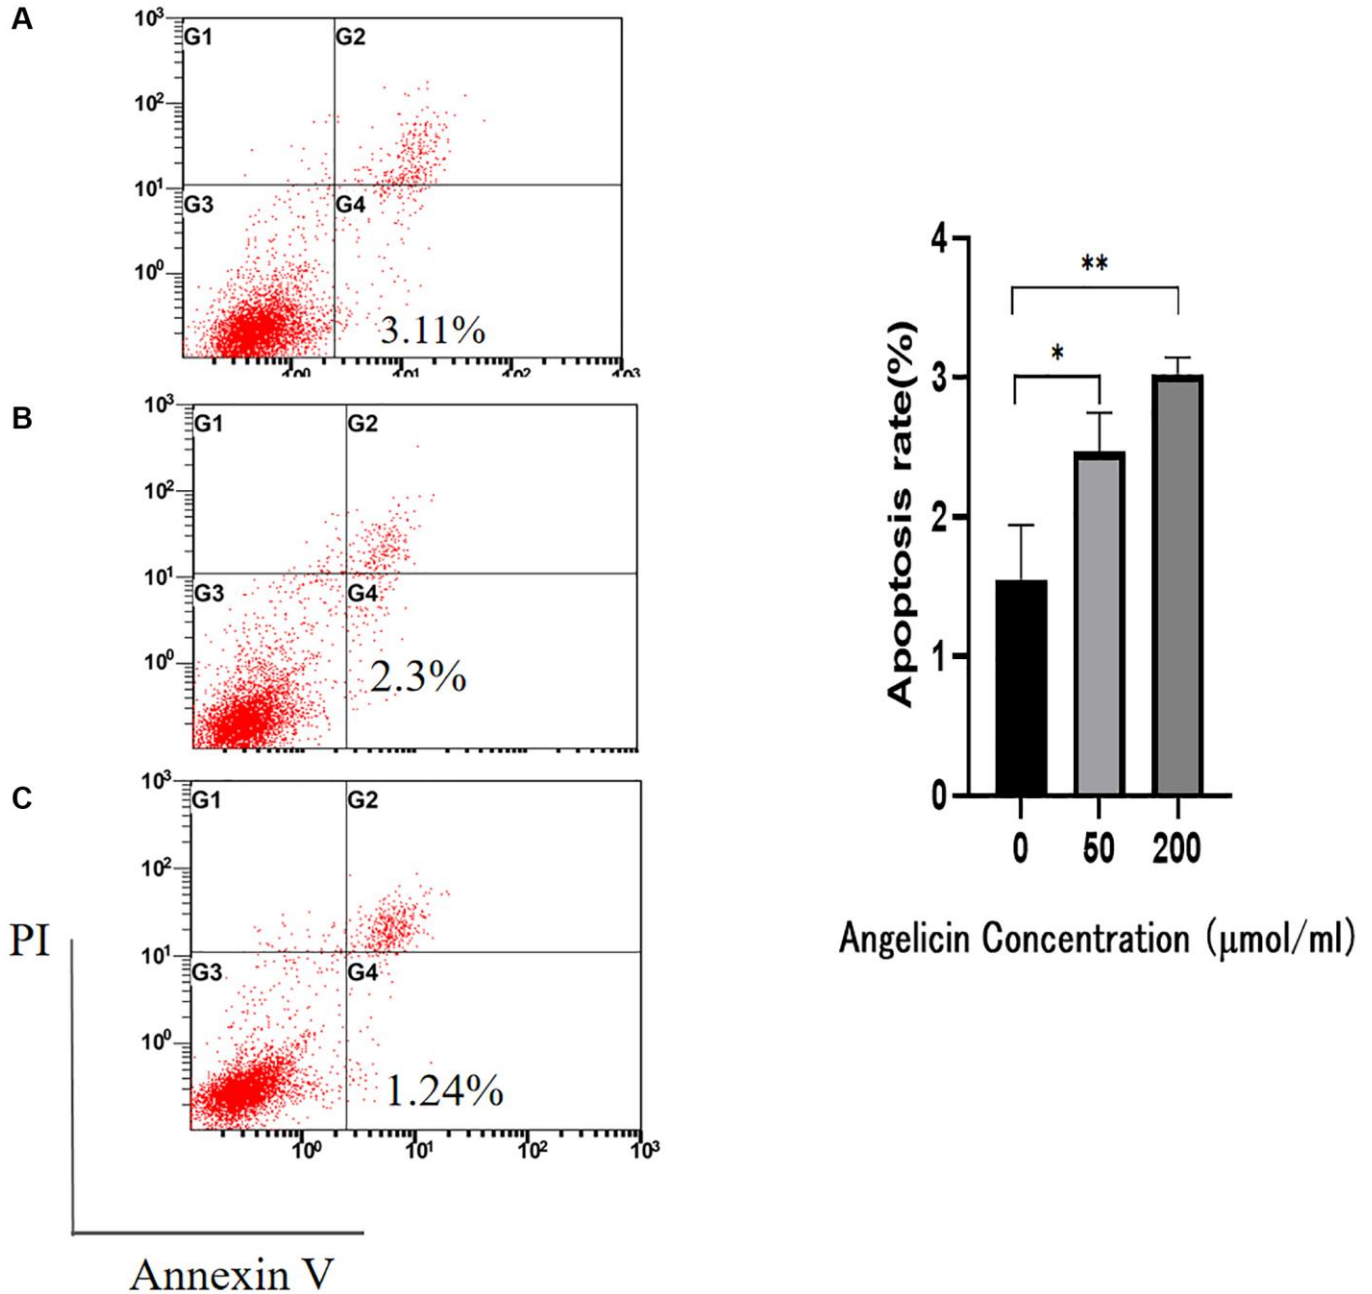 A
10³
G1
G2
10²
10¹
G3
G4
10⁰
3.11%
10⁰ 10¹ 10² 10³
B
10³
G1
G2
10²
10¹
G3
G4
10⁰
2.3%
C
10³
G1
G2
10²
PI
10¹
G3
G4
10⁰
1.24%
10⁰ 10¹ 10² 10³
Annexin V
4
**
*
3
2
1
0
Apoptosis rate(%)
0 50 200
Angelicin Concentration (μmol/ml)